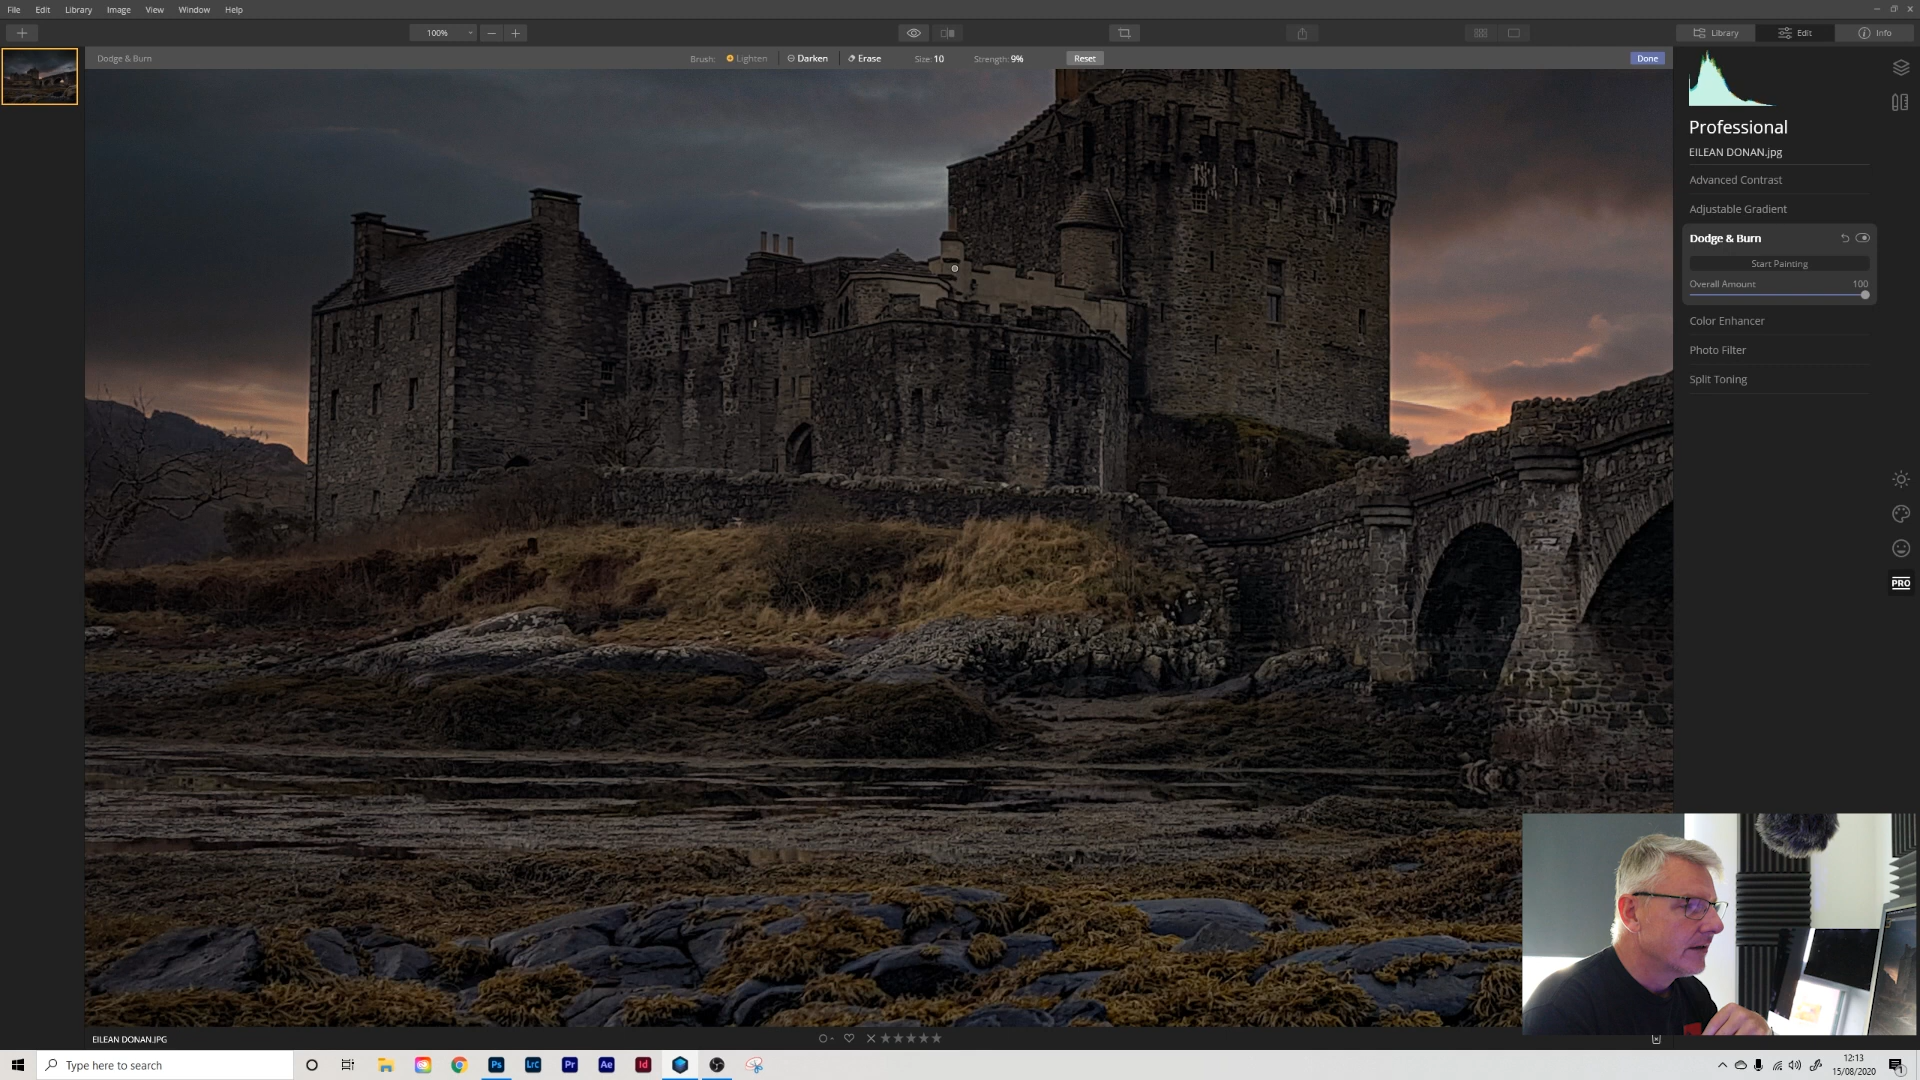 File Edit Library Image View Window Help
100%
Library Edit Info
Dodge & Burn
Brush: Lighten Darken Erase Size: 10 Strength: 9% Reset
Done
Professional
EILEAN DONAN.jpg
Advanced Contrast
Adjustable Gradient
Dodge & Burn
Start Painting
Overall Amount 100
Color Enhancer
Photo Filter
Split Toning
PRO
EILEAN DONAN.JPG
Type here to search
Ps
LrC
Pr
Ae
Id
12:13
15/08/2020
1